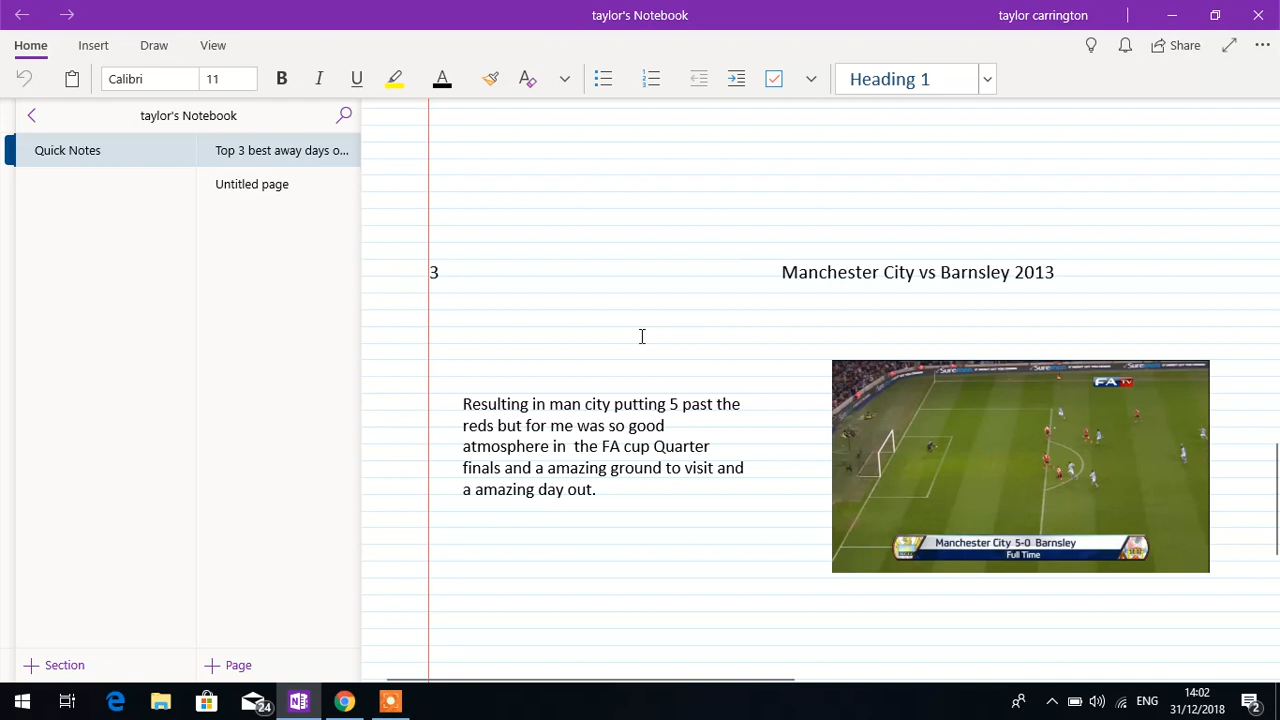 taylor's Notebook
taylor carrington
Home Insert Draw View
Share
Calibri 11 B I U A A Heading 1
taylor's Notebook
Quick Notes
Top 3 best away days o...
Untitled page
3
Manchester City vs Barnsley 2013
Resulting in man city putting 5 past the
reds but for me was so good
atmosphere in  the FA cup Quarter
finals and a amazing ground to visit and
a amazing day out.
FA TV
Manchester City 5-0 Barnsley
Full Time
Section
Page
24
ENG
14:02
31/12/2018
2